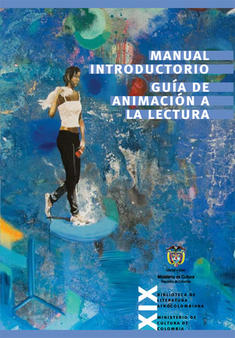 MANUAL
INTRODUCTORIO
GUÍA DE
ANIMACIÓN A
LA LECTURA
Ministerio de Cultura
República de Colombia
XIX
BIBLIOTECA DE
LITERATURA
AFROCOLOMBIANA
MINISTERIO DE
CULTURA DE
COLOMBIA